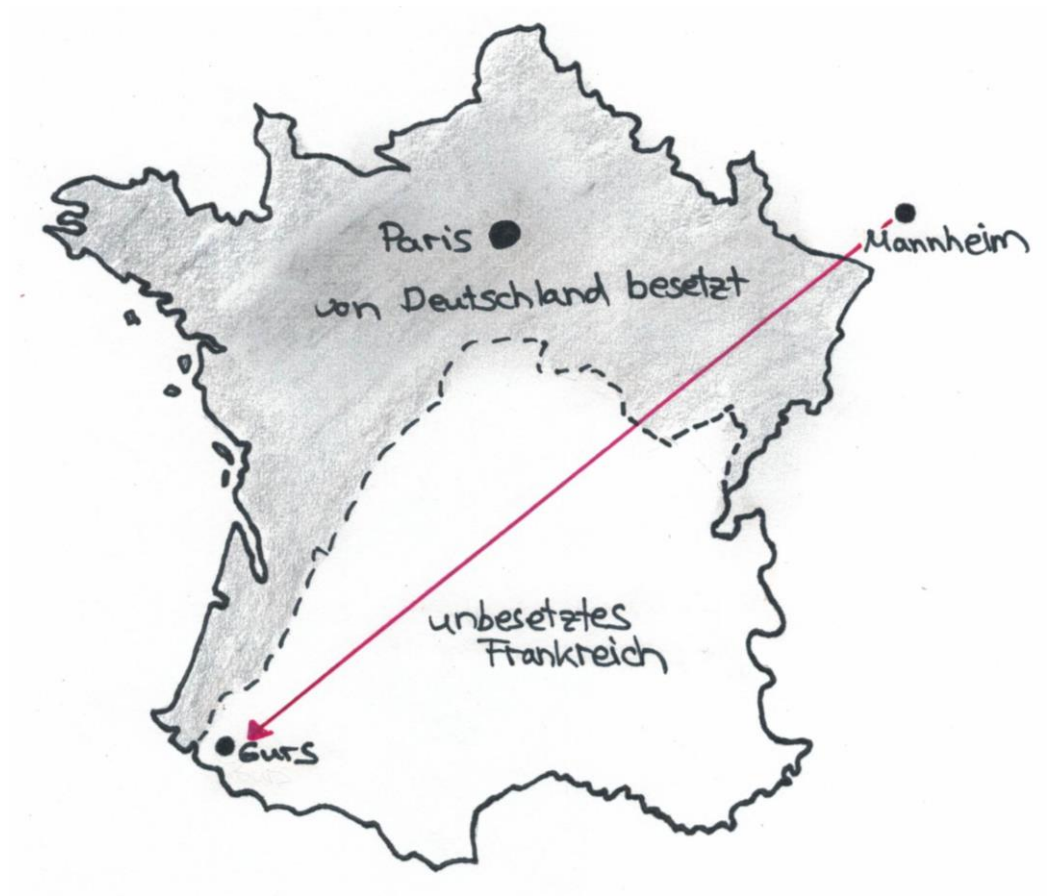 Paris
Mannheim
von Deutschland besetzt
unbesetztes
Frankreich
Gurs